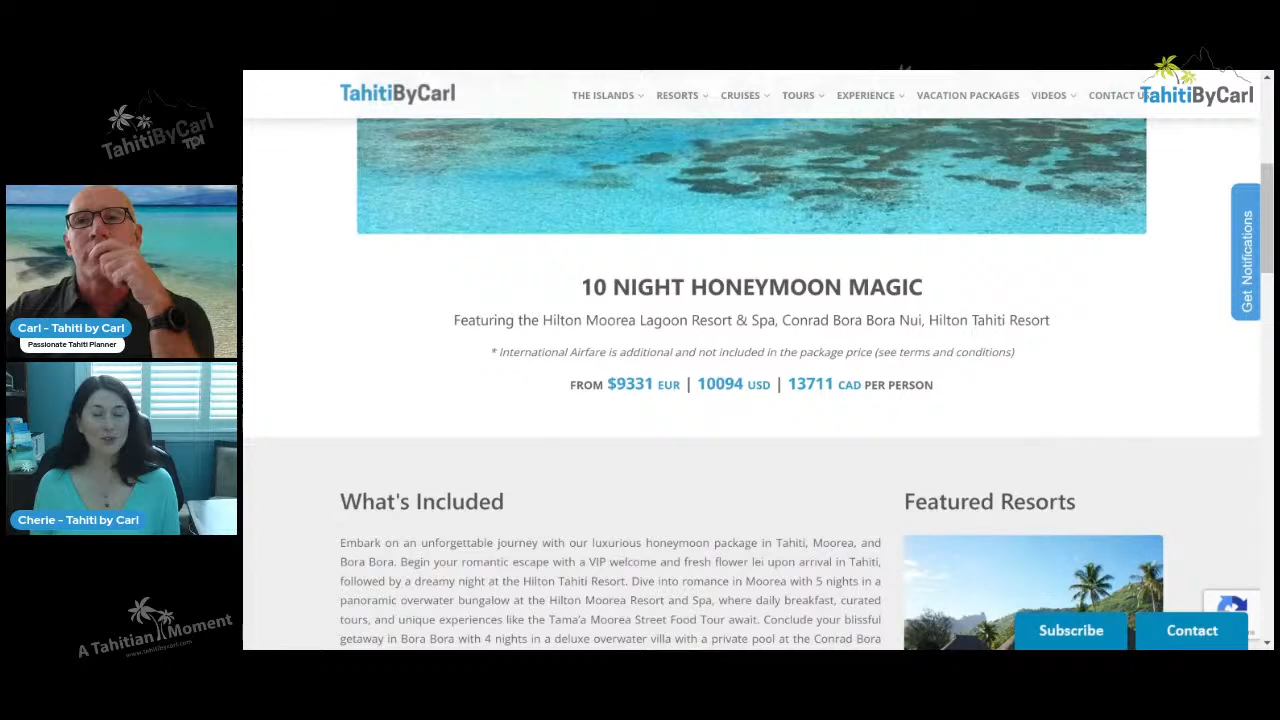 TahitiByCarl
THE ISLANDS RESORTS CRUISES TOURS EXPERIENCE VACATION PACKAGES VIDEOS CONTACT US
TahitiByCarl
TahitiByCarl
TPI
Get Notifications
10 NIGHT HONEYMOON MAGIC
Featuring the Hilton Moorea Lagoon Resort & Spa, Conrad Bora Bora Nui, Hilton Tahiti Resort
* International Airfare is additional and not included in the package price (see terms and conditions)
FROM $9331 EUR | 10094 USD | 13711 CAD PER PERSON
Carl - Tahiti by Carl
Passionate Tahiti Planner
Cherie - Tahiti by Carl
What's Included
Embark on an unforgettable journey with our luxurious honeymoon package in Tahiti, Moorea, and
Bora Bora. Begin your romantic escape with a VIP welcome and fresh flower lei upon arrival in Tahiti,
followed by a dreamy night at the Hilton Tahiti Resort. Dive into romance in Moorea with 5 nights in a
panoramic overwater bungalow at the Hilton Moorea Resort and Spa, where daily breakfast, curated
tours, and unique experiences like the Tama'a Moorea Street Food Tour await. Conclude your blissful
getaway in Bora Bora with 4 nights in a deluxe overwater villa with a private pool at the Conrad Bora
Featured Resorts
Subscribe
Contact
A Tahitian Moment
www.tahitibycarl.com